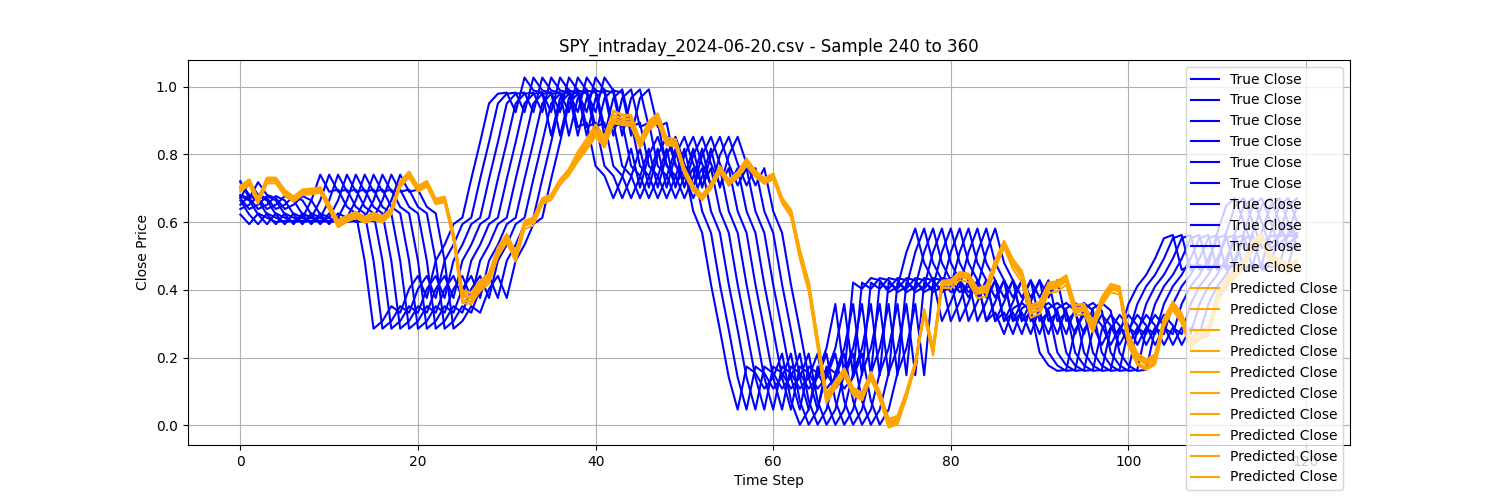 SPY_intraday_2024-06-20.csv - Sample 240 to 360
Close Price
1.0
0.8
0.6
0.4
0.2
0.0
0
20
40
60
80
100
120
Time Step
True Close
True Close
True Close
True Close
True Close
True Close
True Close
True Close
True Close
True Close
Predicted Close
Predicted Close
Predicted Close
Predicted Close
Predicted Close
Predicted Close
Predicted Close
Predicted Close
Predicted Close
Predicted Close